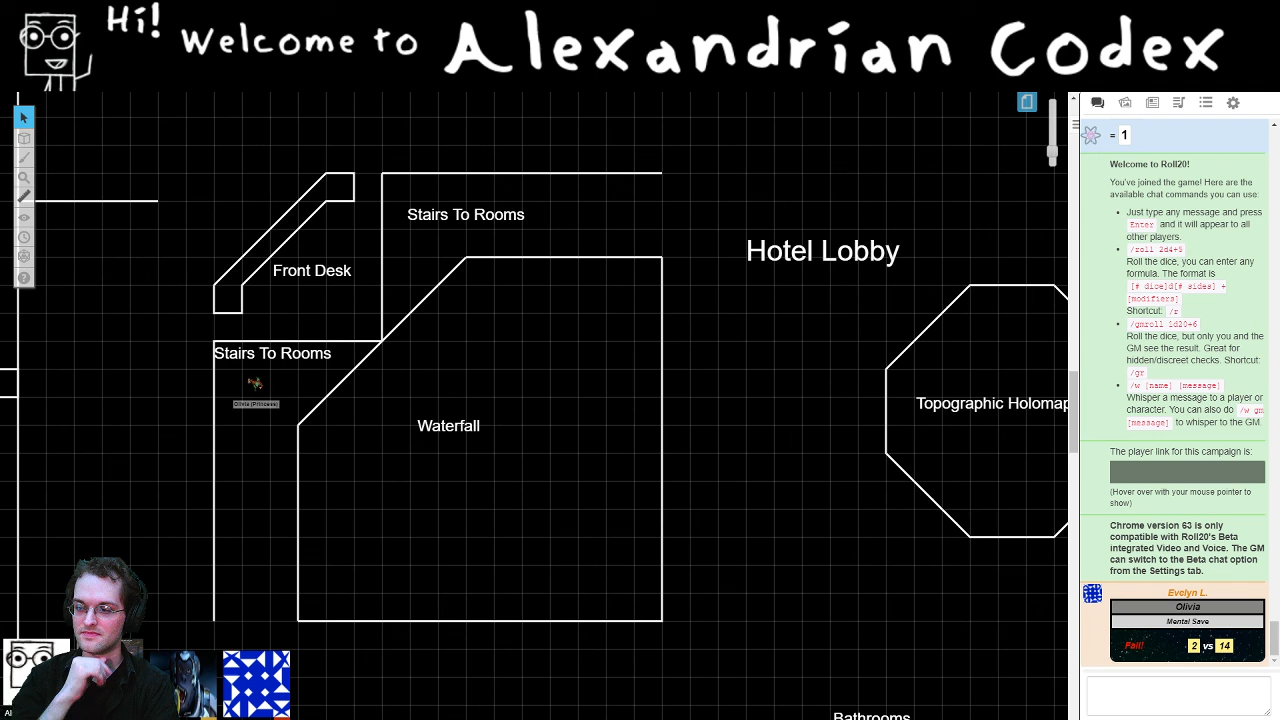 Hi! Welcome to Alexandrian Codex
Stairs To Rooms
Front Desk
Hotel Lobby
Stairs To Rooms
Olivia (Princess)
Waterfall
Topographic Holomap
Bathrooms
Al
= 1
Welcome to Roll20!
You've joined the game! Here are the
available chat commands you can use:
• Just type any message and press
Enter and it will appear to all
other players.
• /roll 2d4+5
Roll the dice, you can enter any
formula. The format is
[# dice]d[# sides] +
[modifiers]
Shortcut: /r
• /gmroll 1d20+6
Roll the dice, but only you and the
GM see the result. Great for
hidden/discreet checks. Shortcut:
/gr
• /w [name] [message]
Whisper a message to a player or
character. You can also do /w gm
[message] to whisper to the GM.
The player link for this campaign is:
(Hover over with your mouse pointer to
show)
Chrome version 63 is only
compatible with Roll20's Beta
integrated Video and Voice. The GM
can switch to the Beta chat option
from the Settings tab.
Evelyn L.
Olivia
Mental Save
Fail! 2 vs 14